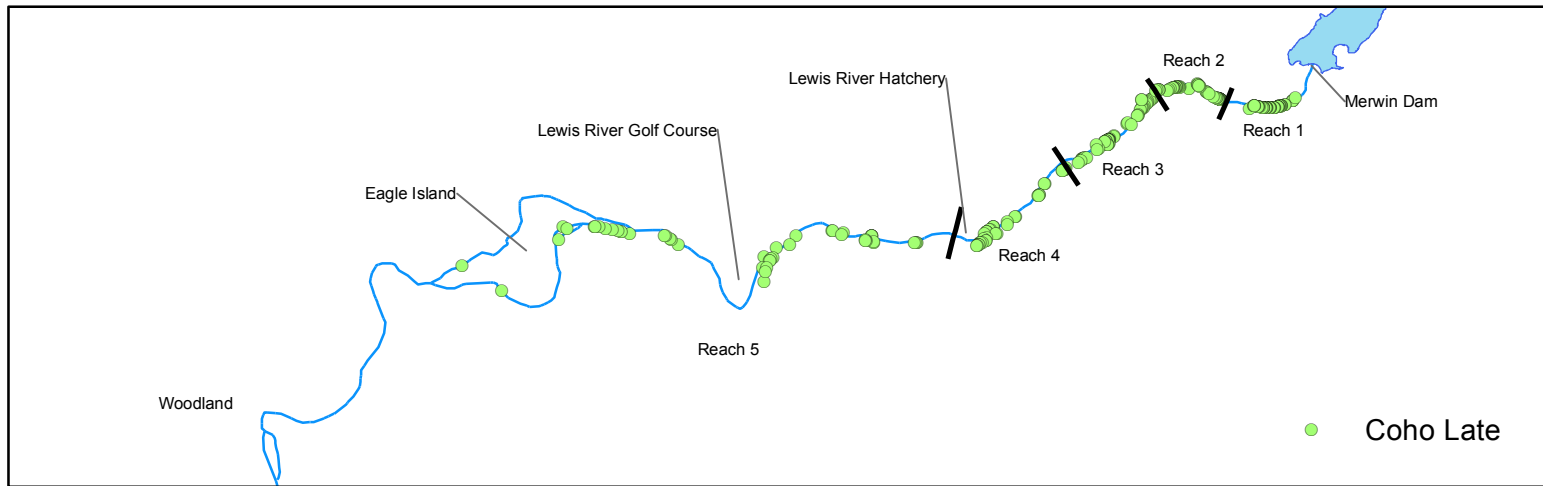 Reach 2
Lewis River Hatchery
Merwin Dam
Lewis River Golf Course
Reach 1
Reach 3
Eagle Island
Reach 4
Reach 5
Woodland
Coho Late